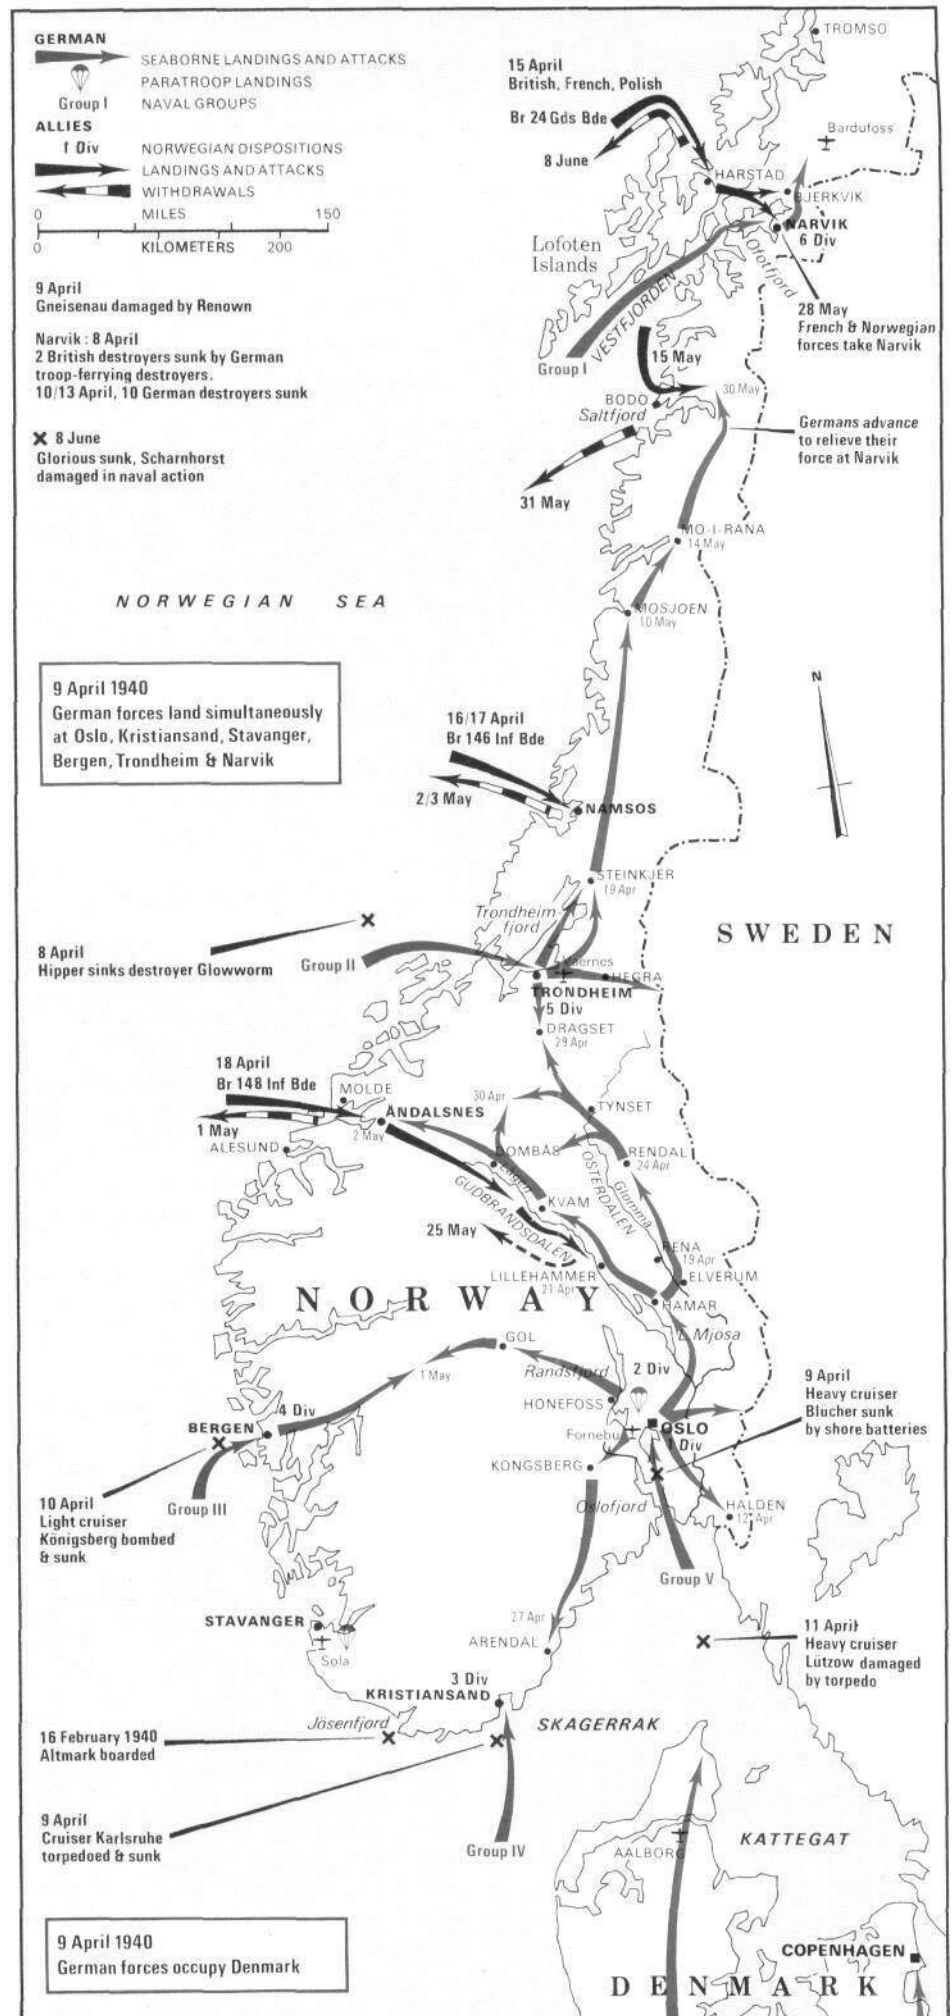 GERMAN
SEABORNE LANDINGS AND ATTACKS
PARATROOP LANDINGS
Group I NAVAL GROUPS
ALLIES
1 Div NORWEGIAN DISPOSITIONS
LANDINGS AND ATTACKS
WITHDRAWALS
0 MILES 150
0 KILOMETERS 200
9 April
Gneisenau damaged by Renown
Narvik : 8 April
2 British destroyers sunk by German
troop-ferrying destroyers.
10/13 April, 10 German destroyers sunk
8 June
Glorious sunk, Scharnhorst
damaged in naval action
TROMSO
15 April
British, French, Polish
Br 24 Gds Bde
8 June
Bardufoss
HARSTAD
BJERKVIK
NARVIK
6 Div
Ofotfjord
Lofoten
Islands
VESTFJORDEN
Group I
28 May
French & Norwegian
forces take Narvik
15 May
30 May
BODO
Saltfjord
31 May
Germans advance
to relieve their
force at Narvik
MO-I-RANA
14 May
NORWEGIAN SEA
MOSJOEN
10 May
9 April 1940
German forces land simultaneously
at Oslo, Kristiansand, Stavanger,
Bergen, Trondheim & Narvik
N
16/17 April
Br 146 Inf Bde
2/3 May
NAMSOS
STEINKJER
19 Apr
Trondheim-
fjord
SWEDEN
8 April
Hipper sinks destroyer Glowworm
Group II
Vaernes
HEGRA
TRONDHEIM
5 Div
DRAGSET
29 Apr
18 April
Br 148 Inf Bde
MOLDE
30 Apr
TYNSET
ÅNDALSNES
1 May
2 May
ALESUND
DOMBÅS
RENDAL
24 Apr
Lågen
OSTERDALEN
Glomma
GUDBRANDSDALEN
KVAM
25 May
RENA
19 Apr
LILLEHAMMER
21 Apr
ELVERUM
HAMAR
NORWAY
L.Mjosa
GOL
Randsfjord
1 May
2 Div
HONEFOSS
9 April
Heavy cruiser
Blucher sunk
by shore batteries
4 Div
BERGEN
Fornebu
OSLO
1 Div
KONGSBERG
Oslofjord
HALDEN
12 Apr
10 April
Light cruiser
Königsberg bombed
& sunk
Group III
Group V
STAVANGER
Sola
27 Apr
ARENDAL
11 April
Heavy cruiser
Lützow damaged
by torpedo
3 Div
KRISTIANSAND
Jösenfjord
SKAGERRAK
16 February 1940
Altmark boarded
9 April
Cruiser Karlsruhe
torpedoed & sunk
Group IV
KATTEGAT
AALBORG
9 April 1940
German forces occupy Denmark
COPENHAGEN
DENMARK